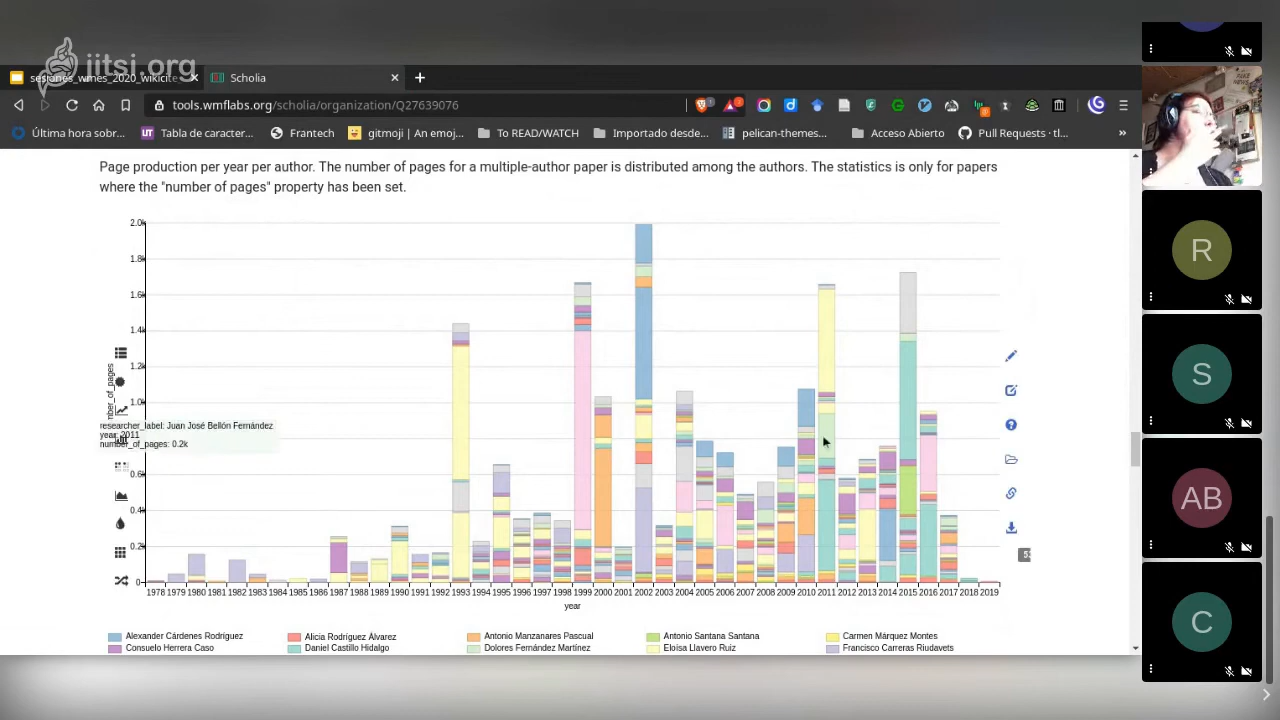 jitsi.org
sesiones_wmes_2020_wikicite
Scholia
tools.wmflabs.org/scholia/organization/Q27639076
Última hora sobr...
Tabla de caracter...
Frantech
gitmoji | An emoj...
To READ/WATCH
Importado desde...
pelican-themes...
Acceso Abierto
Pull Requests · tl...
»
Page production per year per author. The number of pages for a multiple-author paper is distributed among the authors. The statistics is only for papers
where the "number of pages" property has been set.
2.0k
1.8k
1.6k
1.4k
1.2k
1.0k
0.6k
0.4k
0.2k
0
researcher_label: Juan José Bellón Fernández
year: 2011
number_of_pages: 0.2k
1978 1979 1980 1981 1982 1983 1984 1985 1986 1987 1988 1989 1990 1991 1992 1993 1994 1995 1996 1997 1998 1999 2000 2001 2002 2003 2004 2005 2006 2007 2008 2009 2010 2011 2012 2013 2014 2015 2016 2017 2018 2019
year
Alexander Cárdenes Rodríguez
Alicia Rodríguez Álvarez
Antonio Manzanares Pascual
Antonio Santana Santana
Carmen Márquez Montes
Consuelo Herrera Caso
Daniel Castillo Hidalgo
Dolores Fernández Martínez
Eloísa Llavero Ruiz
Francisco Carreras Riudavets
R
S
AB
C